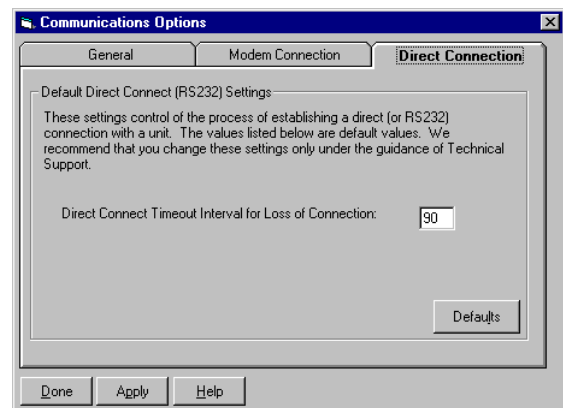 Communications Options
General Modem Connection Direct Connection
Default Direct Connect (RS232) Settings
These settings control of the process of establishing a direct (or RS232)
connection with a unit. The values listed below are default values. We
recommend that you change these settings only under the guidance of Technical
Support.
Direct Connect Timeout Interval for Loss of Connection: 90
Defaults
Done Apply Help